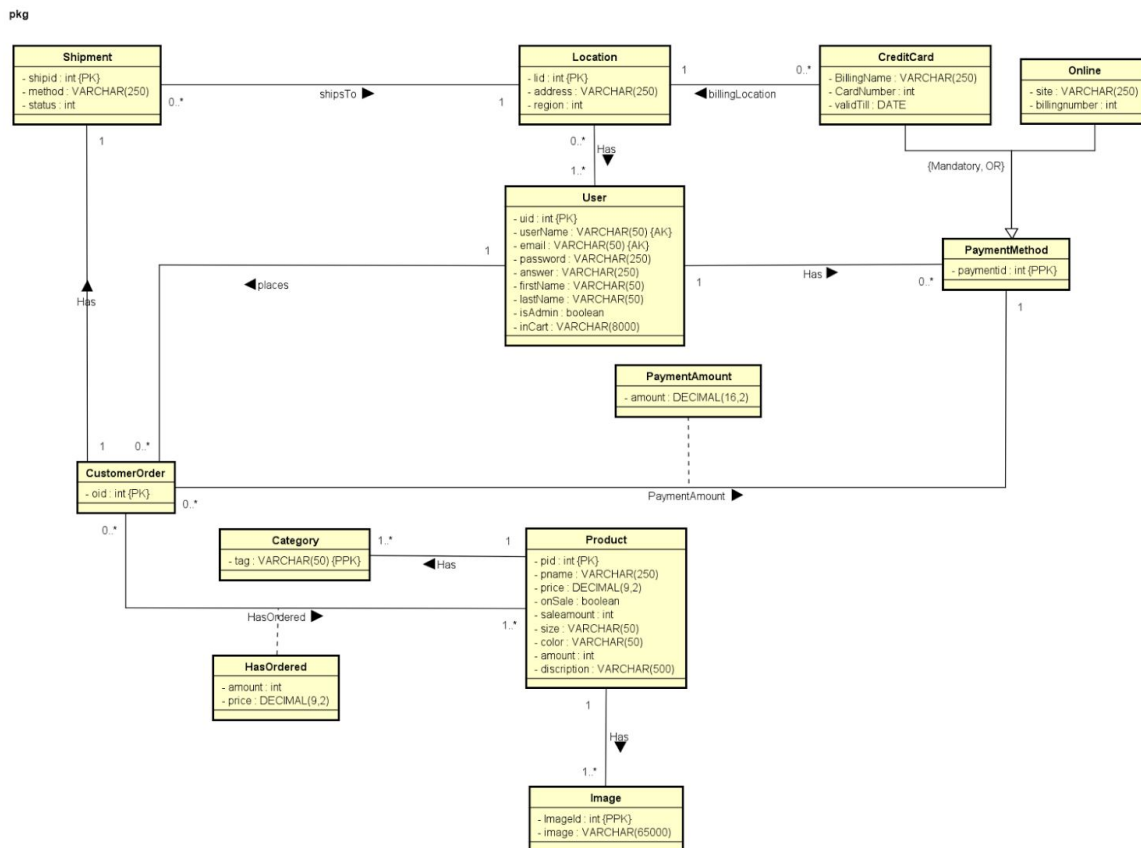 pkg
Shipment
- shipid : int {PK}
- method : VARCHAR(250)
- status : int
0..*
shipsTo
1
Location
- lid : int {PK}
- address : VARCHAR(250)
- region : int
1
0..*
billingLocation
CreditCard
- BillingName : VARCHAR(250)
- CardNumber : int
- validTill : DATE
Online
- site : VARCHAR(250)
- billingnumber : int
{Mandatory, OR}
1
0..*
Has
1..*
User
- uid : int {PK}
- userName : VARCHAR(50) {AK}
- email : VARCHAR(50) {AK}
- password : VARCHAR(250)
- answer : VARCHAR(250)
- firstName : VARCHAR(50)
- lastName : VARCHAR(50)
- isAdmin : boolean
- inCart : VARCHAR(8000)
1
places
0..*
1
Has
0..*
PaymentMethod
- paymentid : int {PPK}
1
Has
1
PaymentAmount
- amount : DECIMAL(16,2)
CustomerOrder
- oid : int {PK}
0..*
PaymentAmount
0..*
Category
- tag : VARCHAR(50) {PPK}
1..*
1
Has
Product
- pid : int {PK}
- pname : VARCHAR(250)
- price : DECIMAL(9,2)
- onSale : boolean
- saleamount : int
- size : VARCHAR(50)
- color : VARCHAR(50)
- amount : int
- discription : VARCHAR(500)
HasOrdered
1..*
HasOrdered
- amount : int
- price : DECIMAL(9,2)
1
Has
1..*
Image
- ImageId : int {PPK}
- image : VARCHAR(65000)